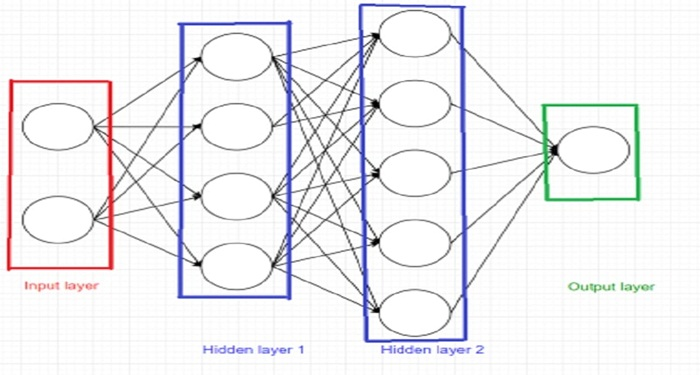 Input layer
Output layer
Hidden layer 1
Hidden layer 2